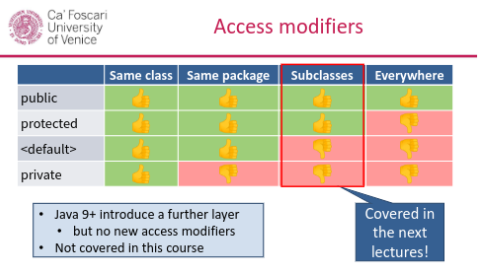 Ca' Foscari
University
of Venice
Access modifiers
Same class Same package Subclasses Everywhere
public
protected
<default>
private
• Java 9+ introduce a further layer
• but no new access modifiers
• Not covered in this course
Covered in
the next
lectures!